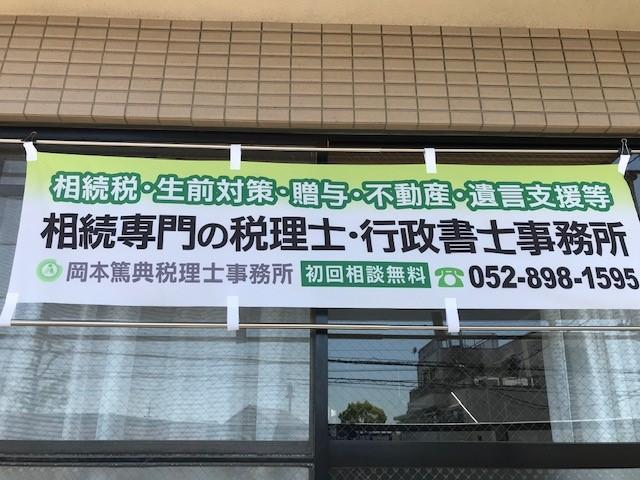 相続税・生前対策・贈与・不動産・遺言支援等
相続専門の税理士・行政書士事務所
岡本篤典税理士事務所 初回相談無料 052-898-1595